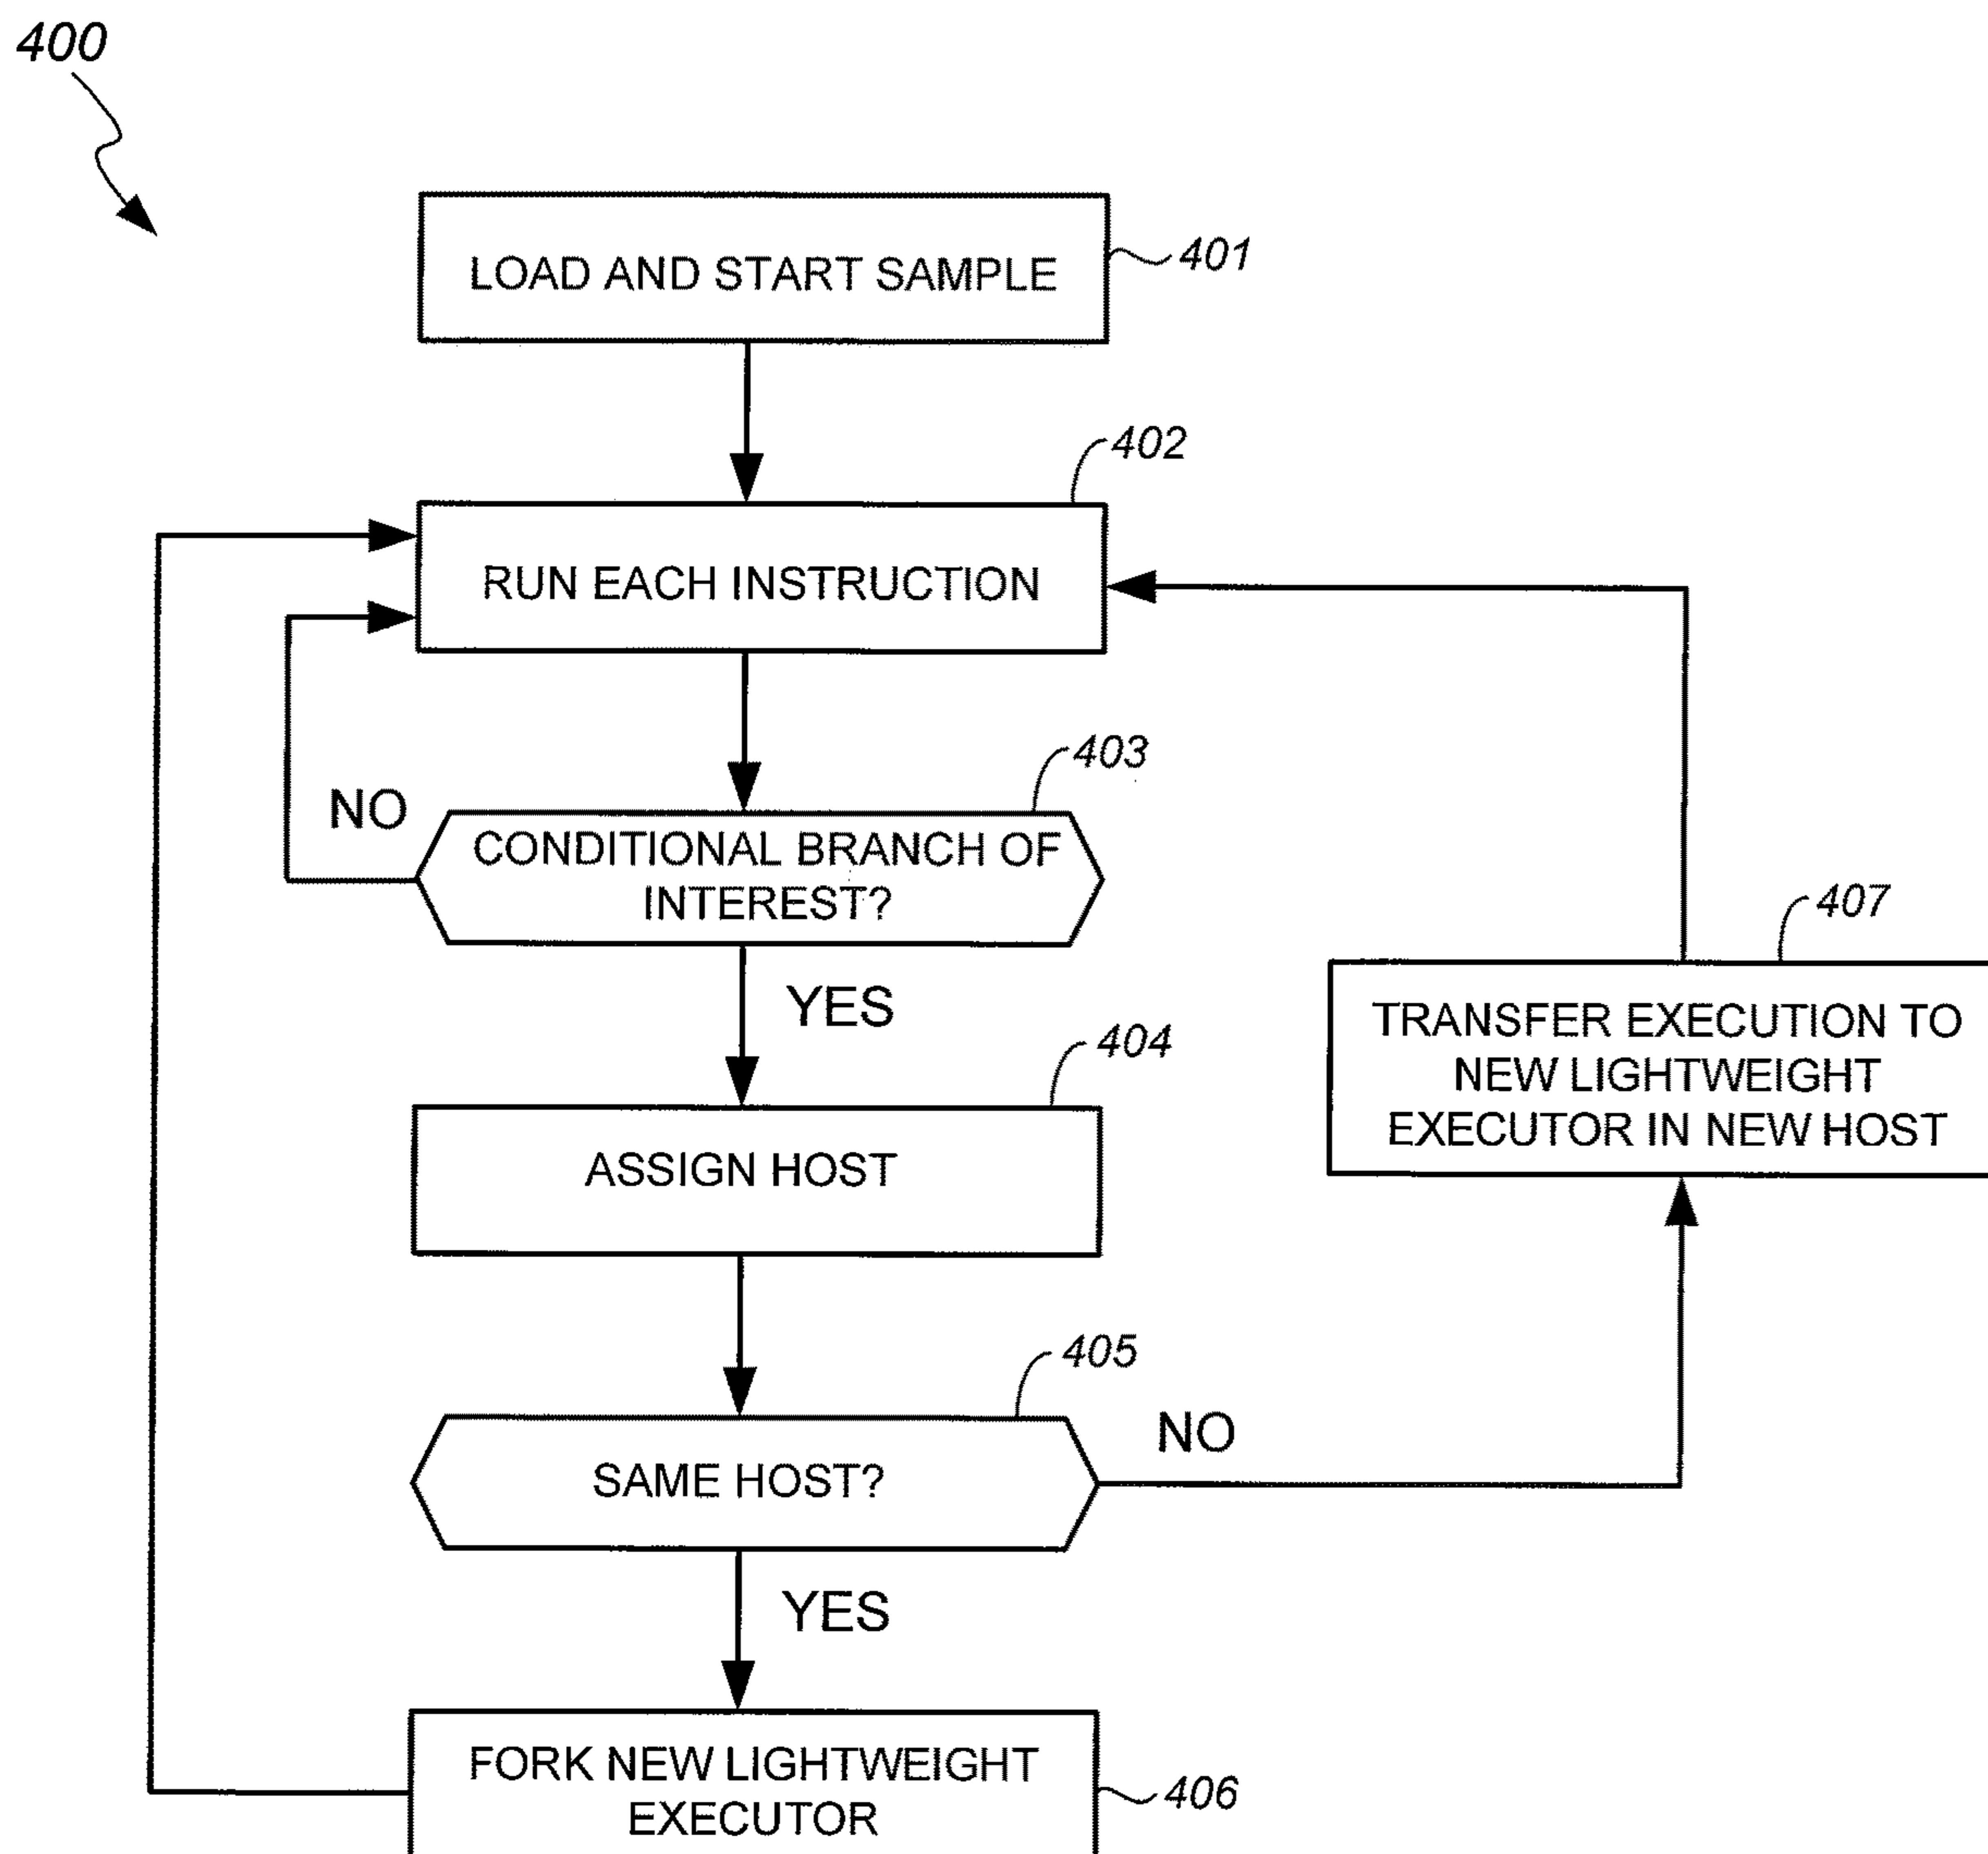 400
LOAD AND START SAMPLE
401
402
RUN EACH INSTRUCTION
403
NO
CONDITIONAL BRANCH OF
INTEREST?
YES
407
TRANSFER EXECUTION TO
NEW LIGHTWEIGHT
EXECUTOR IN NEW HOST
404
ASSIGN HOST
405
NO
SAME HOST?
YES
FORK NEW LIGHTWEIGHT
EXECUTOR
406